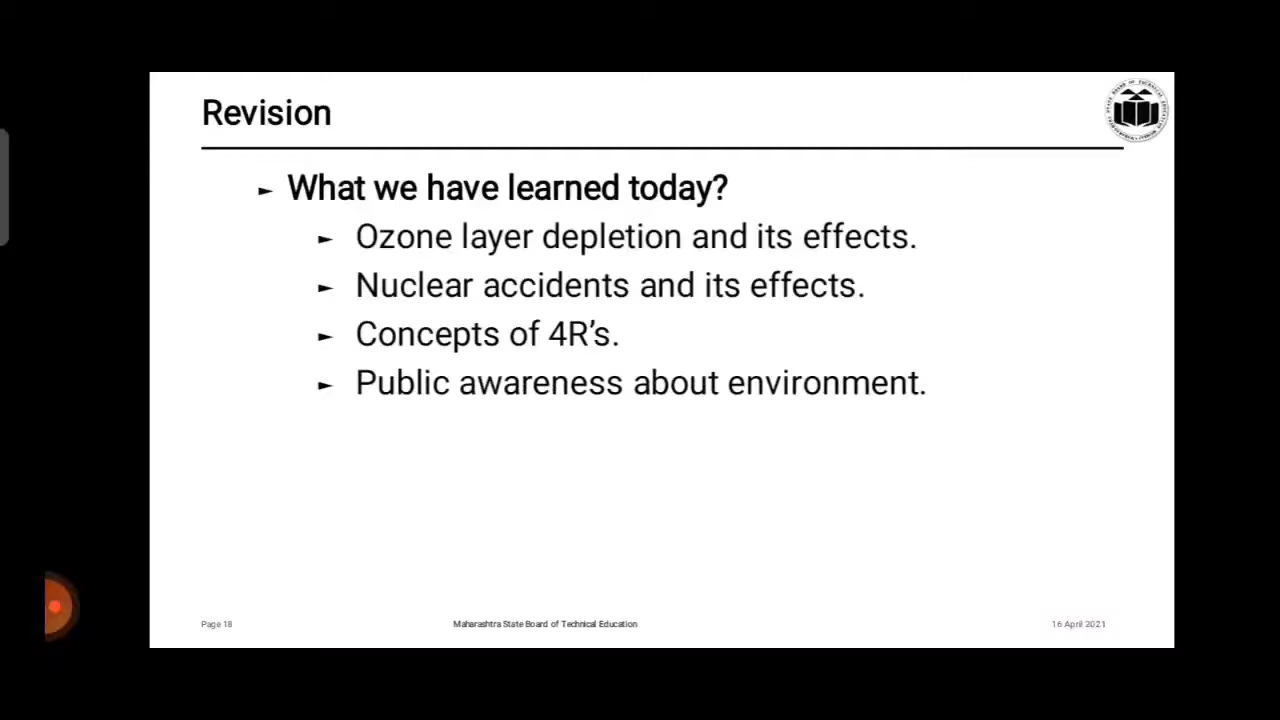 Revision
► What we have learned today?
► Ozone layer depletion and its effects.
► Nuclear accidents and its effects.
► Concepts of 4R's.
► Public awareness about environment.
Page 18
Maharashtra State Board of Technical Education
16 April 2021